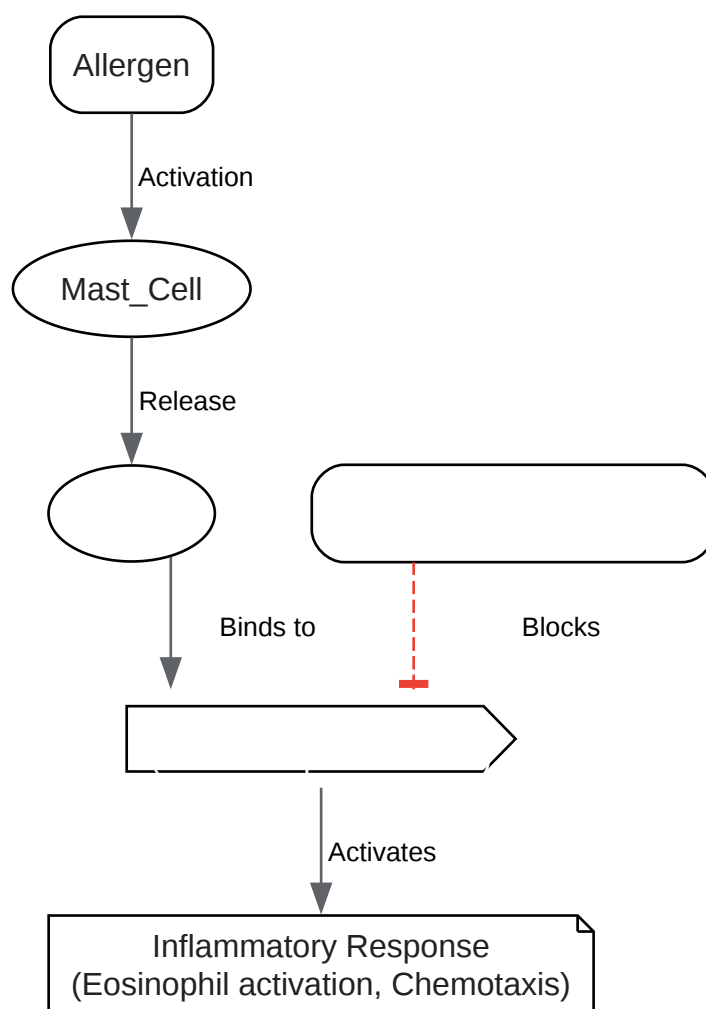 Allergen
Activation
Mast_Cell
Release
Binds to
Blocks
Activates
Inflammatory Response
(Eosinophil activation, Chemotaxis)